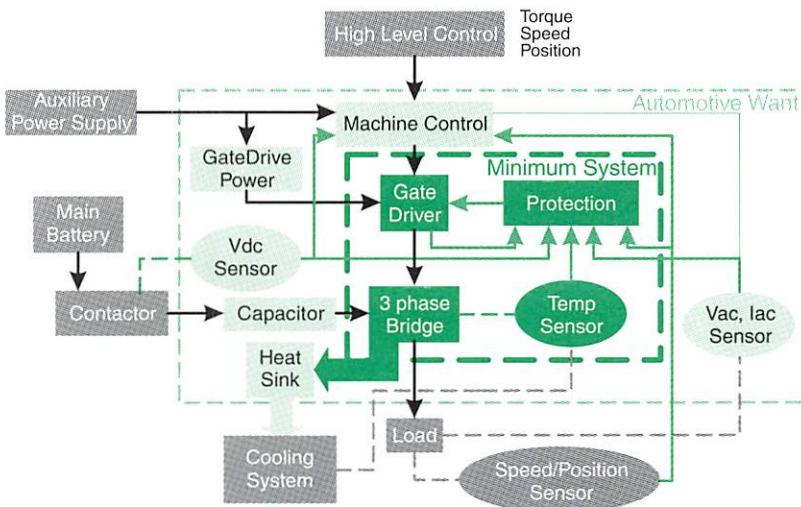 High Level Control
Torque
Speed
Position
Auxiliary
Power Supply
Automotive Want
Machine Control
GateDrive
Power
Minimum System
Gate
Driver
Protection
Main
Battery
Vdc
Sensor
Contactor
Capacitor
3 phase
Bridge
Temp
Sensor
Vac, Iac
Sensor
Heat
Sink
Load
Cooling
System
Speed/Position
Sensor